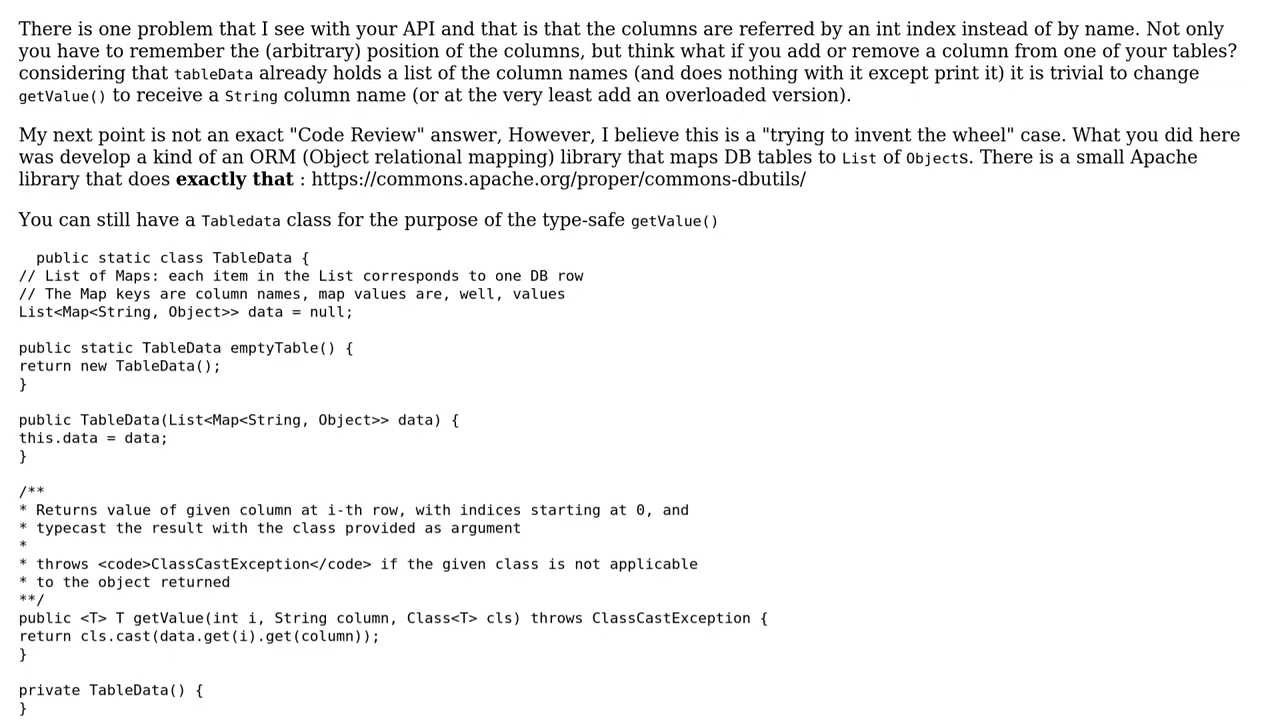 There is one problem that I see with your API and that is that the columns are referred by an int index instead of by name. Not only
you have to remember the (arbitrary) position of the columns, but think what if you add or remove a column from one of your tables?
considering that tableData already holds a list of the column names (and does nothing with it except print it) it is trivial to change
getValue() to receive a String column name (or at the very least add an overloaded version).
My next point is not an exact "Code Review" answer, However, I believe this is a "trying to invent the wheel" case. What you did here
was develop a kind of an ORM (Object relational mapping) library that maps DB tables to List of Objects. There is a small Apache
library that does exactly that : https://commons.apache.org/proper/commons-dbutils/
You can still have a Tabledata class for the purpose of the type-safe getValue()
public static class TableData {
// List of Maps: each item in the List corresponds to one DB row
// The Map keys are column names, map values are, well, values
List<Map<String, Object>> data = null;
public static TableData emptyTable() {
return new TableData();
}
public TableData(List<Map<String, Object>> data) {
this.data = data;
}
/**
* Returns value of given column at i-th row, with indices starting at 0, and
* typecast the result with the class provided as argument
*
* throws <code>ClassCastException</code> if the given class is not applicable
* to the object returned
**/
public <T> T getValue(int i, String column, Class<T> cls) throws ClassCastException {
return cls.cast(data.get(i).get(column));
}
private TableData() {
}